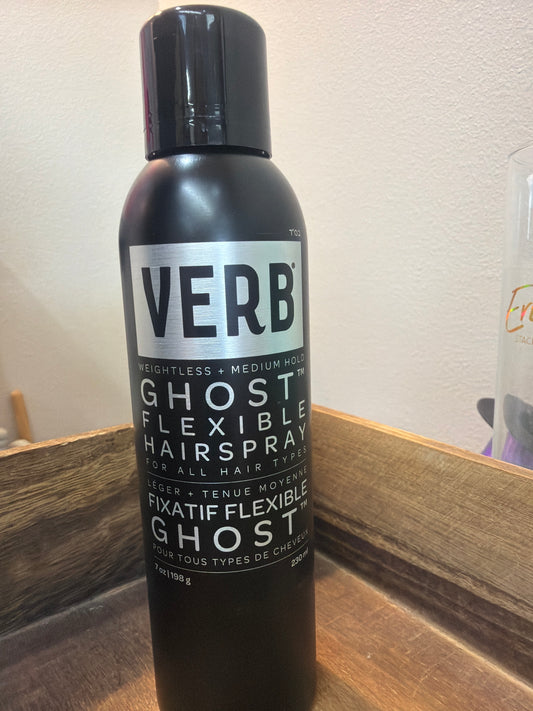 VERB®
WEIGHTLESS + MEDIUM HOLD
GHOST™
FLEXIBLE
HAIRSPRAY
FOR ALL HAIR TYPES
LÉGER + TENUE MOYENNE
FIXATIF FLEXIBLE
GHOST™
POUR TOUS TYPES DE CHEVEUX
7 oz | 198 g 230 ml